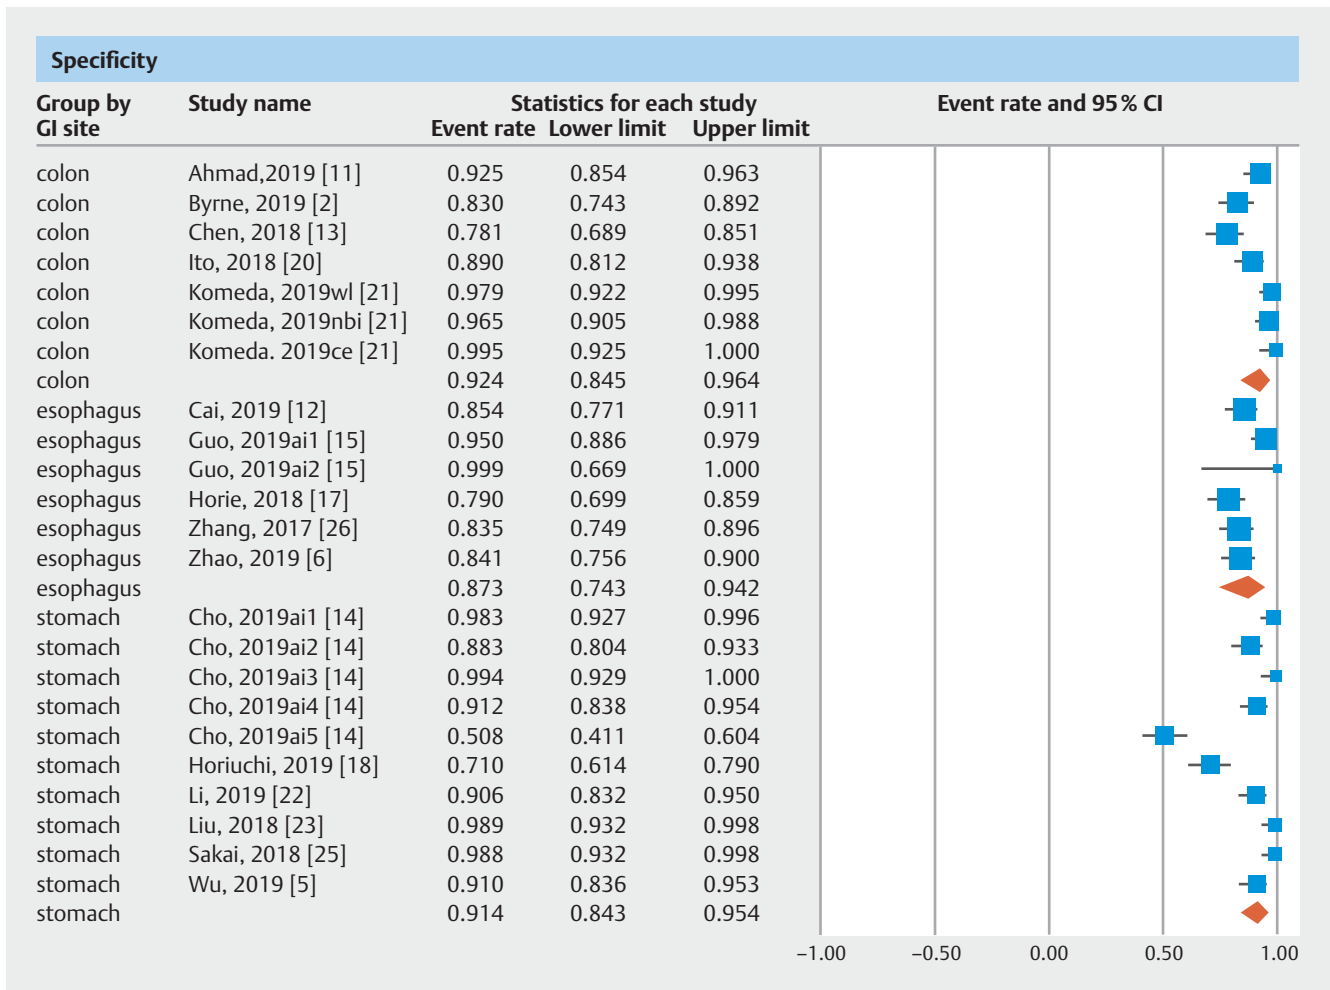 Specificity
Group by Study name Statistics for each study Event rate and 95 % CI
GI site Event rate Lower limit Upper limit
colon Ahmad,2019 [11] 0.925 0.854 0.963
colon Byrne, 2019 [2] 0.830 0.743 0.892
colon Chen, 2018 [13] 0.781 0.689 0.851
colon Ito, 2018 [20] 0.890 0.812 0.938
colon Komeda, 2019wl [21] 0.979 0.922 0.995
colon Komeda, 2019nbi [21] 0.965 0.905 0.988
colon Komeda. 2019ce [21] 0.995 0.925 1.000
colon 0.924 0.845 0.964
esophagus Cai, 2019 [12] 0.854 0.771 0.911
esophagus Guo, 2019ai1 [15] 0.950 0.886 0.979
esophagus Guo, 2019ai2 [15] 0.999 0.669 1.000
esophagus Horie, 2018 [17] 0.790 0.699 0.859
esophagus Zhang, 2017 [26] 0.835 0.749 0.896
esophagus Zhao, 2019 [6] 0.841 0.756 0.900
esophagus 0.873 0.743 0.942
stomach Cho, 2019ai1 [14] 0.983 0.927 0.996
stomach Cho, 2019ai2 [14] 0.883 0.804 0.933
stomach Cho, 2019ai3 [14] 0.994 0.929 1.000
stomach Cho, 2019ai4 [14] 0.912 0.838 0.954
stomach Cho, 2019ai5 [14] 0.508 0.411 0.604
stomach Horiuchi, 2019 [18] 0.710 0.614 0.790
stomach Li, 2019 [22] 0.906 0.832 0.950
stomach Liu, 2018 [23] 0.989 0.932 0.998
stomach Sakai, 2018 [25] 0.988 0.932 0.998
stomach Wu, 2019 [5] 0.910 0.836 0.953
stomach 0.914 0.843 0.954
–1.00 –0.50 0.00 0.50 1.00